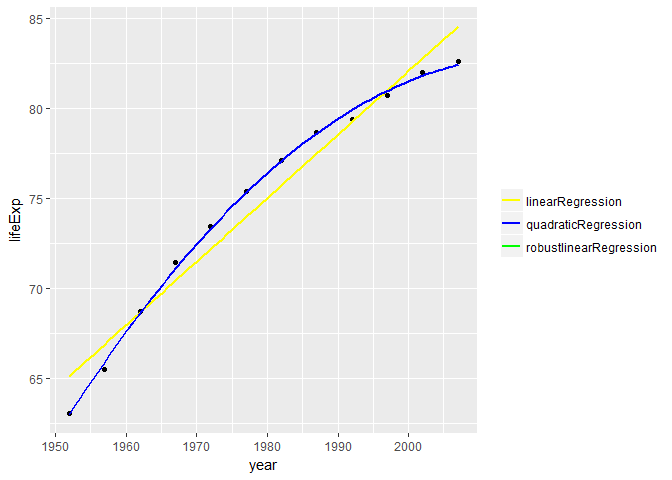 85
80
75
70
65
lifeExp
1950 1960 1970 1980 1990 2000
year
linearRegression
quadraticRegression
robustlinearRegression